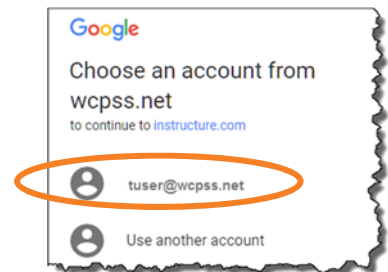 Google
Choose an account from
wcpss.net
to continue to instructure.com
tuser@wcpss.net
Use another account